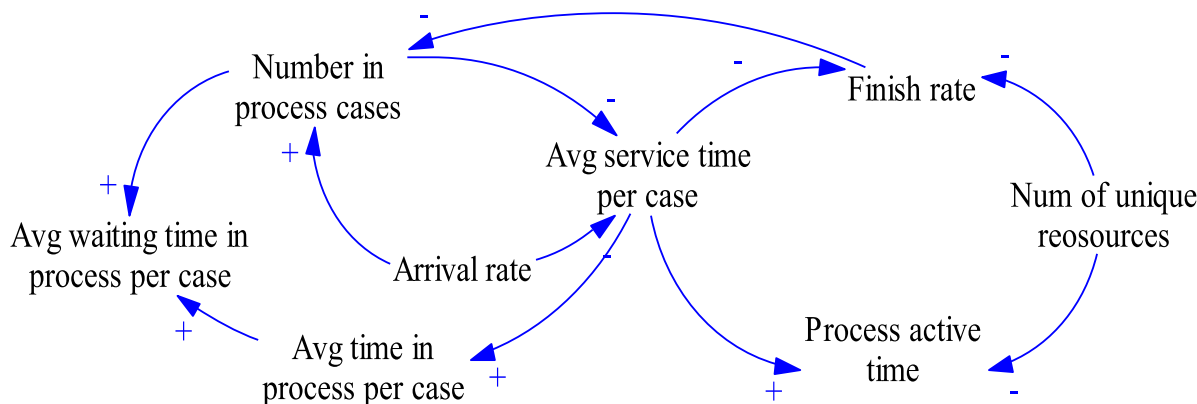 -
Number in
process cases
-
-
Finish rate
-
+
-
Avg service time
per case
+
Num of unique
reosources
Avg waiting time in
process per case
Arrival rate
-
+
Avg time in
process per case
+
Process active
time
+
-